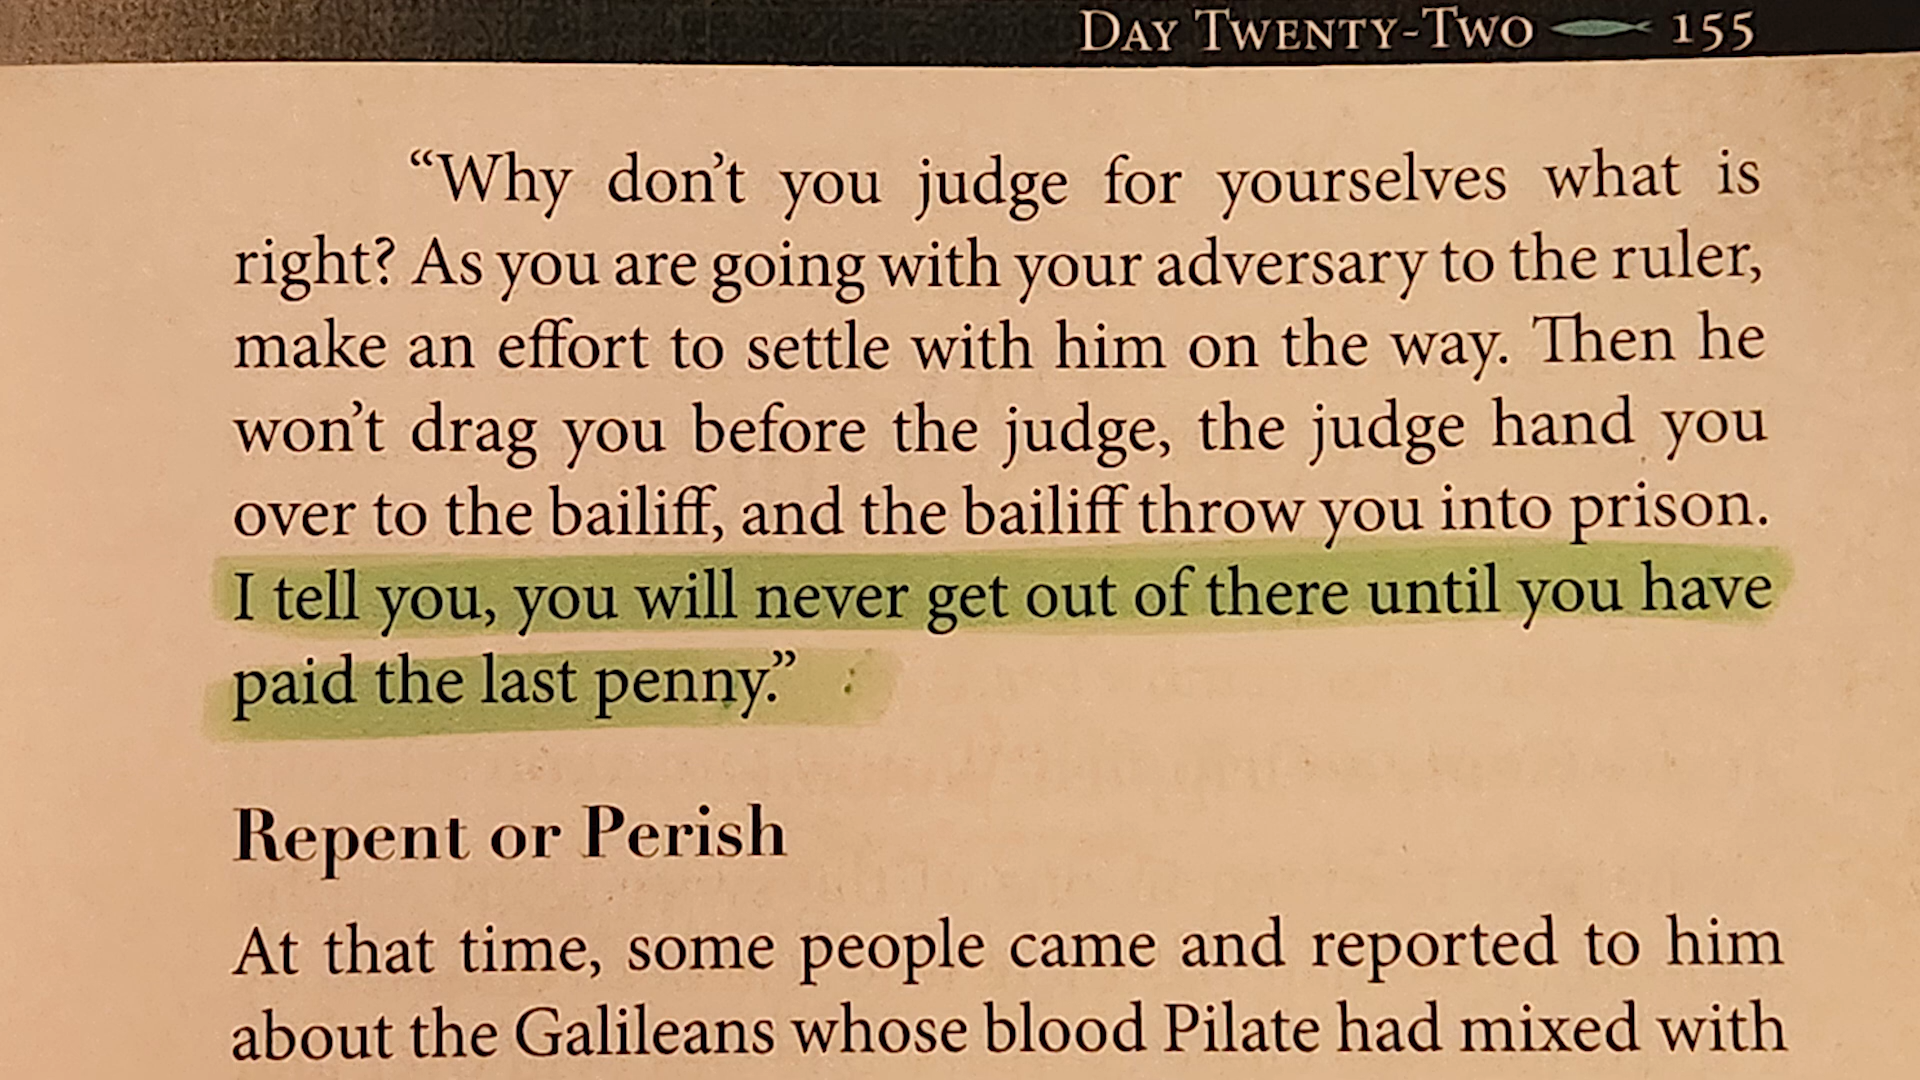 DAY TWENTY-TWO 155
“Why don’t you judge for yourselves what is
right? As you are going with your adversary to the ruler,
make an effort to settle with him on the way. Then he
won’t drag you before the judge, the judge hand you
over to the bailiff, and the bailiff throw you into prison.
I tell you, you will never get out of there until you have
paid the last penny.”
Repent or Perish
At that time, some people came and reported to him
about the Galileans whose blood Pilate had mixed with